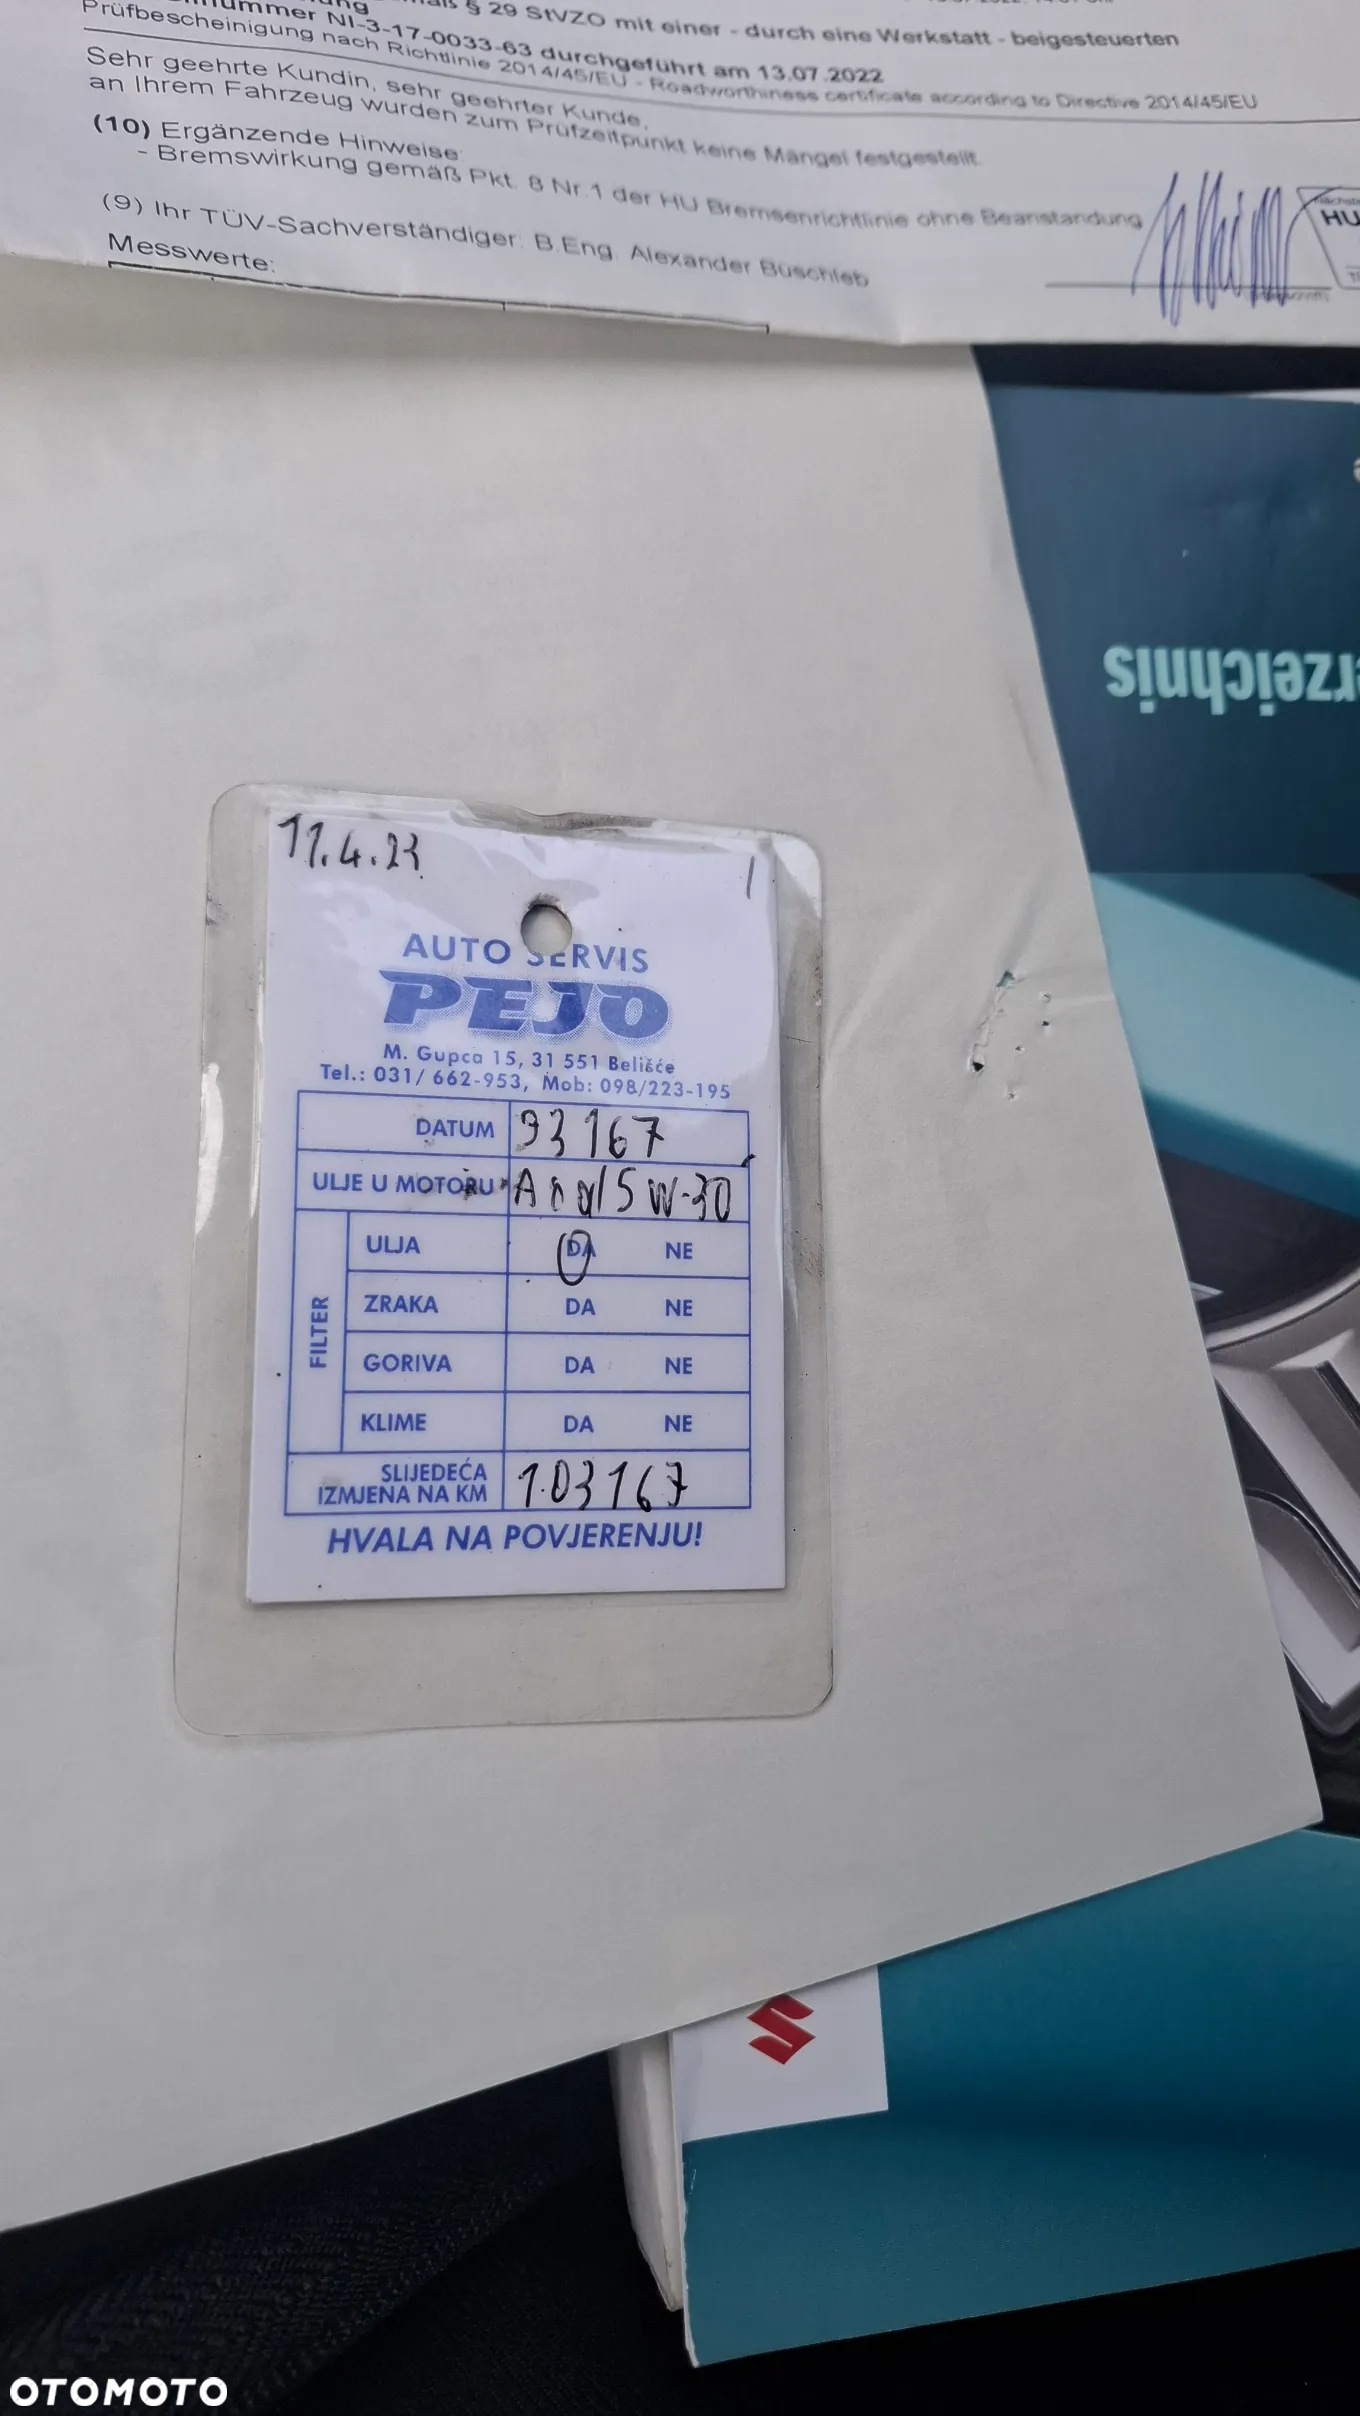 § 29 StVZO mit einer - durch eine Werkstatt - beigesteuerten
NI-3-17-0033-63 durchgeführt am 13.07.2022
Prüfbescheinigung nach Richtlinie 2014/45/EU - Roadworthiness certificate according to Directive 2014/45/EU
Sehr geehrte Kundin, sehr geehrter Kunde,
an Ihrem Fahrzeug wurden zum Prüfzeitpunkt keine Mängel festgestellt.
(10) Ergänzende Hinweise:
- Bremswirkung gemäß Pkt. 8 Nr.1 der HU Bremsenrichtlinie ohne Beanstandung
(9) Ihr TÜV-Sachverständiger: B.Eng. Alexander Büschleb
HU
Messwerte:
erzeichnis
11.4.23
AUTO SERVIS
PEJO
M. Gupca 15, 31 551 Belišće
Tel.: 031/ 662-953, Mob: 098/223-195
DATUM 93167
ULJE U MOTORU 5W-30
FILTER
ULJA DA NE
ZRAKA DA NE
GORIVA DA NE
KLIME DA NE
SLIJEDEĆA
IZMJENA NA KM 103167
HVALA NA POVJERENJU!
OTOMOTO